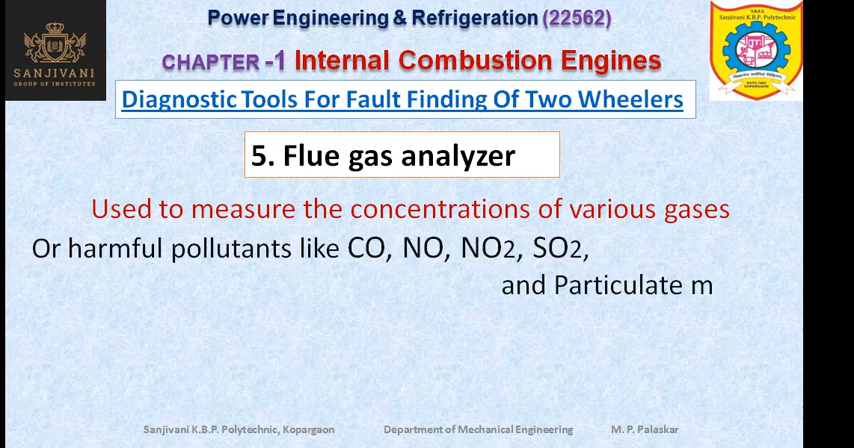 Power Engineering & Refrigeration (22562)
CHAPTER -1 Internal Combustion Engines
SANJIVANI
GROUP OF INSTITUTES
Sanjivani K.B.P. Polytechnic
Diagnostic Tools For Fault Finding Of Two Wheelers
5. Flue gas analyzer
Used to measure the concentrations of various gases
Or harmful pollutants like CO, NO, NO2, SO2,
and Particulate m
Sanjivani K.B.P. Polytechnic, Kopargaon Department of Mechanical Engineering M. P. Palaskar